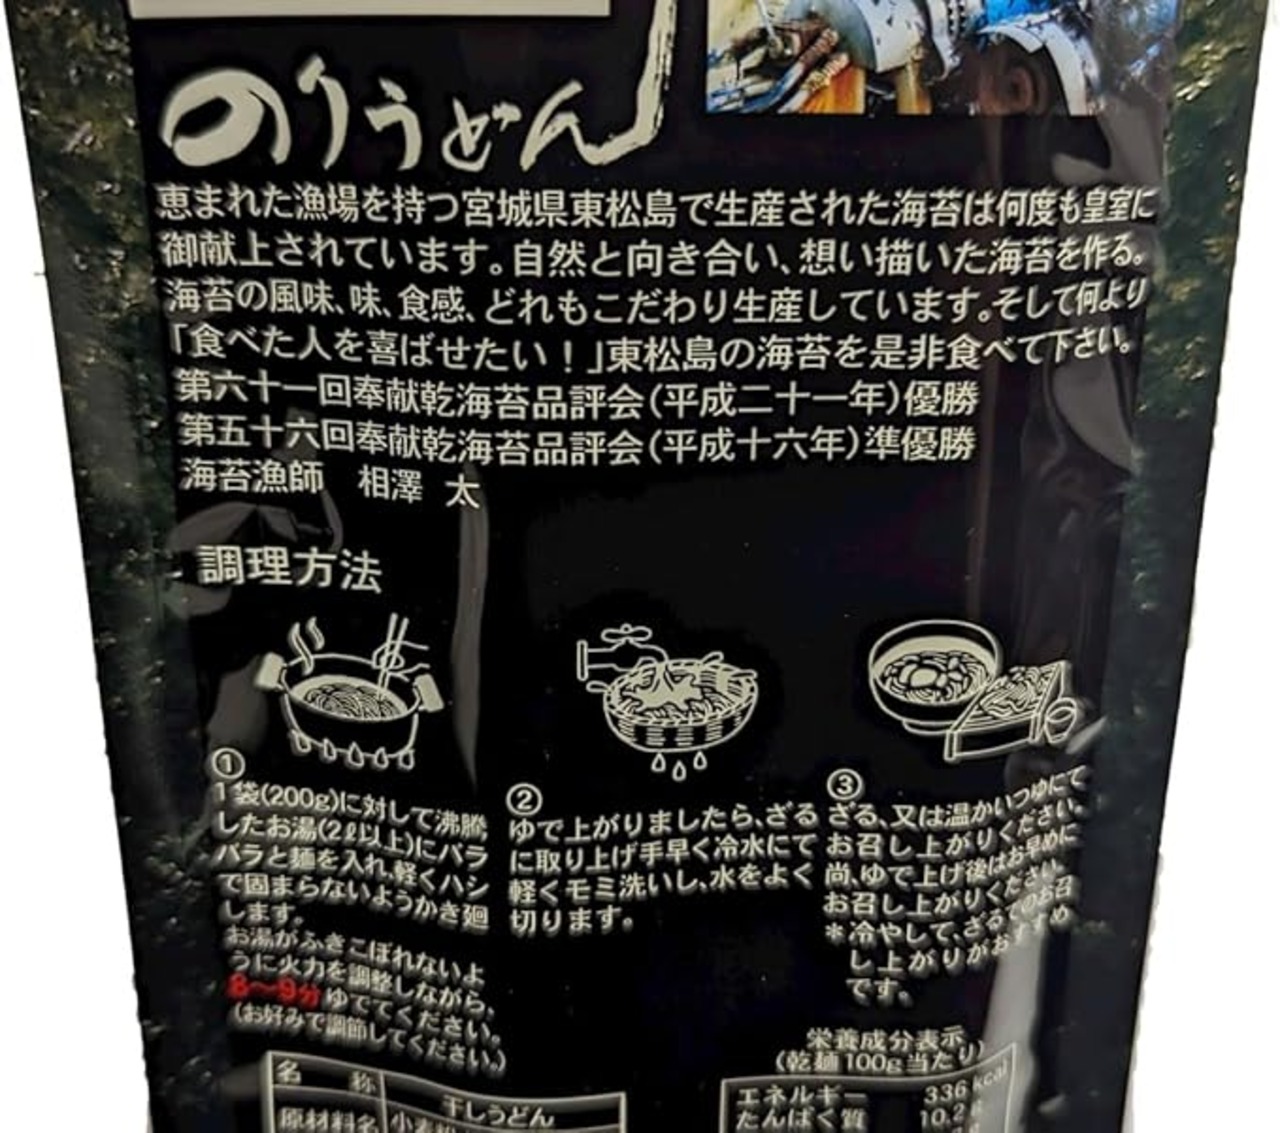 のりうどん
恵まれた漁場を持つ宮城県東松島で生産された海苔は何度も皇室に
御献上されています。自然と向き合い、想い描いた海苔を作る。
海苔の風味、味、食感、どれもこだわり生産しています。そして何より
「食べた人を喜ばせたい！」東松島の海苔を是非食べて下さい。
第六十一回奉献乾海苔品評会(平成二十一年)優勝
第五十六回奉献乾海苔品評会(平成十六年)準優勝
海苔漁師　相澤　太
調理方法
①
1袋(200g)に対して沸騰
したお湯(2ℓ以上)にバラ
バラと麺を入れ、軽くハシ
で固まらないようかき廻
します。
お湯がふきこぼれないよ
うに火力を調整しながら、
8〜9分ゆでてください。
(お好みで調節してください。)
②
ゆで上がりましたら、ざる
に取り上げ手早く冷水にて
軽くモミ洗いし、水をよく
切ります。
③
ざる、又は温かいつゆにて
お召し上がりください。
尚、ゆで上げ後はお早めに
お召し上がりください。
＊冷やして、ざるでのお召
し上がりがおすすめ
です。
名　称　干しうどん
原材料名　小麦粉
栄養成分表示
(乾麺100g当たり)
エネルギー　336kcal
たんぱく質　10.2g